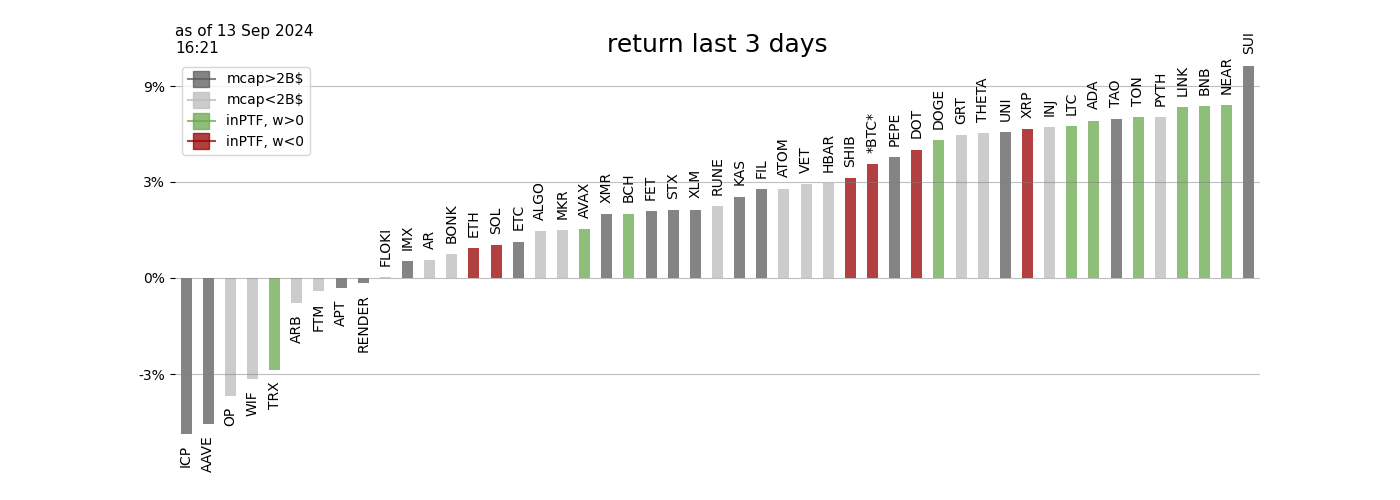 as of 13 Sep 2024
16:21
return last 3 days
mcap>2B$
mcap<2B$
inPTF, w>0
inPTF, w<0
9%
3%
0%
-3%
ICP
AAVE
OP
WIF
TRX
ARB
FTM
APT
RENDER
FLOKI
IMX
AR
BONK
ETH
SOL
ETC
ALGO
MKR
AVAX
XMR
BCH
FET
STX
XLM
RUNE
KAS
FIL
ATOM
VET
HBAR
SHIB
*BTC*
PEPE
DOT
DOGE
GRT
THETA
UNI
XRP
INJ
LTC
ADA
TAO
TON
PYTH
LINK
BNB
NEAR
SUI